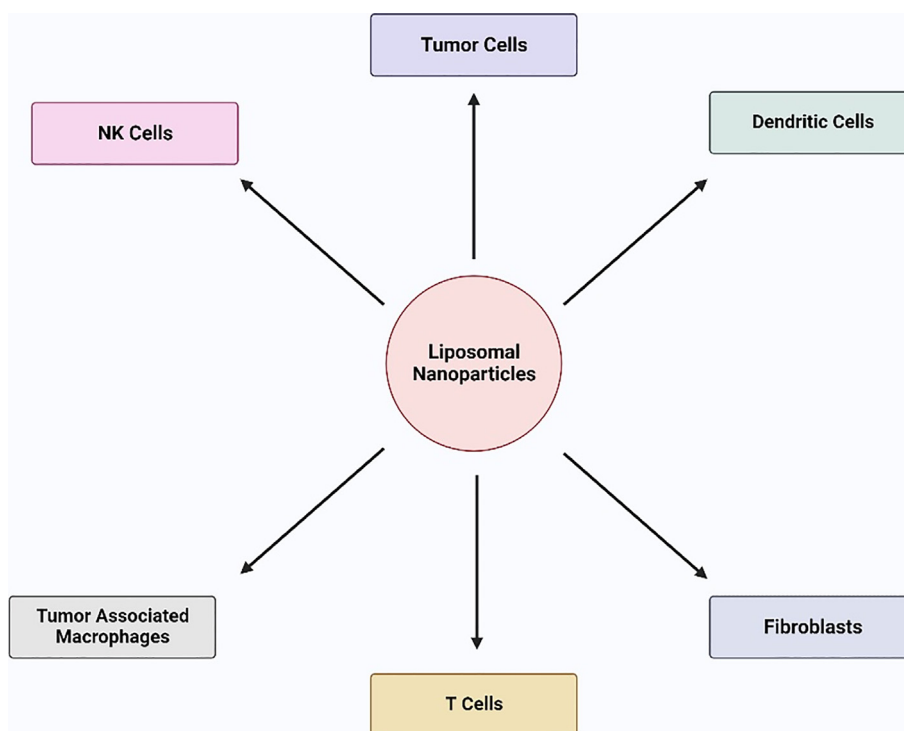 Tumor Cells
NK Cells
Dendritic Cells
Liposomal
Nanoparticles
Tumor Associated
Macrophages
Fibroblasts
T Cells